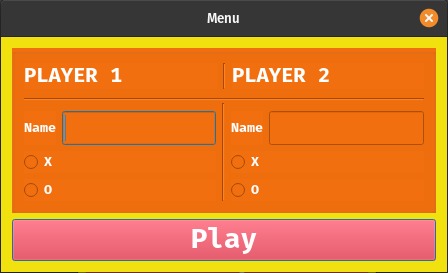 Menu
PLAYER 1 PLAYER 2
Name Name
X X
O O
Play